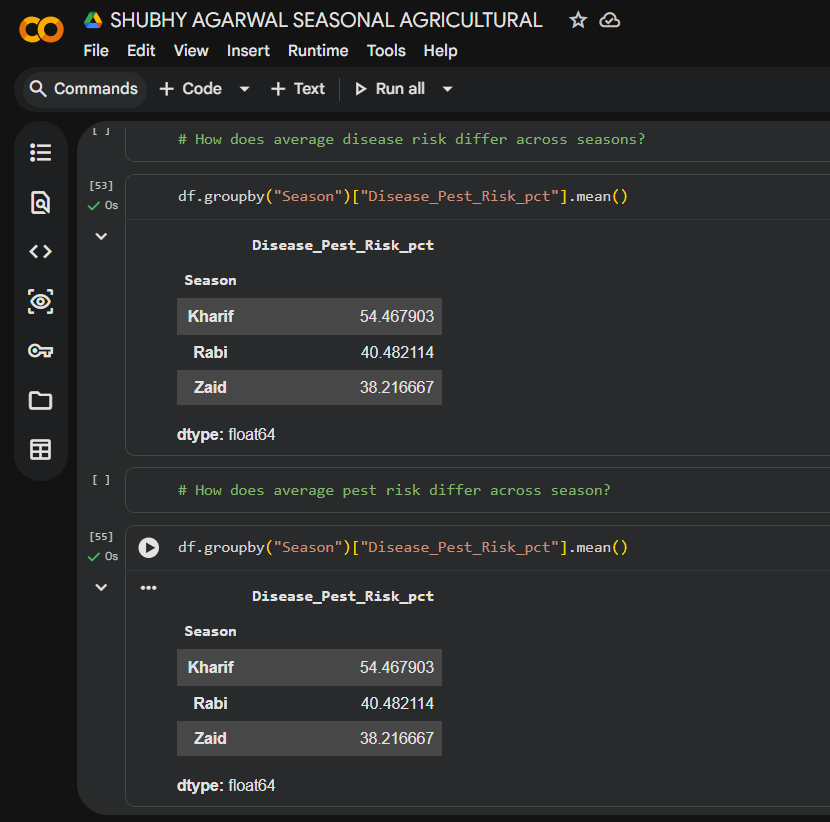 SHUBHY AGARWAL SEASONAL AGRICULTURAL
File Edit View Insert Runtime Tools Help
Commands + Code + Text Run all
[ ] # How does average disease risk differ across seasons?
[53] df.groupby("Season")["Disease_Pest_Risk_pct"].mean()
0s
Disease_Pest_Risk_pct
Season
Kharif 54.467903
Rabi 40.482114
Zaid 38.216667
dtype: float64
[ ] # How does average pest risk differ across season?
[55] df.groupby("Season")["Disease_Pest_Risk_pct"].mean()
0s
Disease_Pest_Risk_pct
Season
Kharif 54.467903
Rabi 40.482114
Zaid 38.216667
dtype: float64